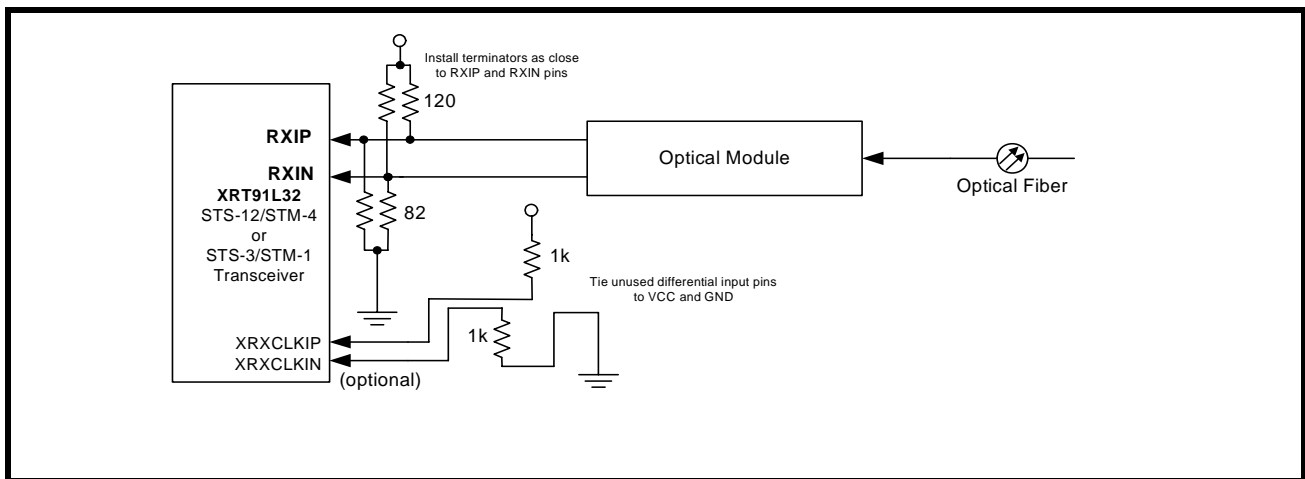 Install terminators as close
to RXIP and RXIN pins
120
RXIP
RXIN
XRT91L32
STS-12/STM-4
or
STS-3/STM-1
Transceiver
Optical Module
Optical Fiber
82
1k
Tie unused differential input pins
to VCC and GND
1k
XRXCLKIP
XRXCLKIN
(optional)